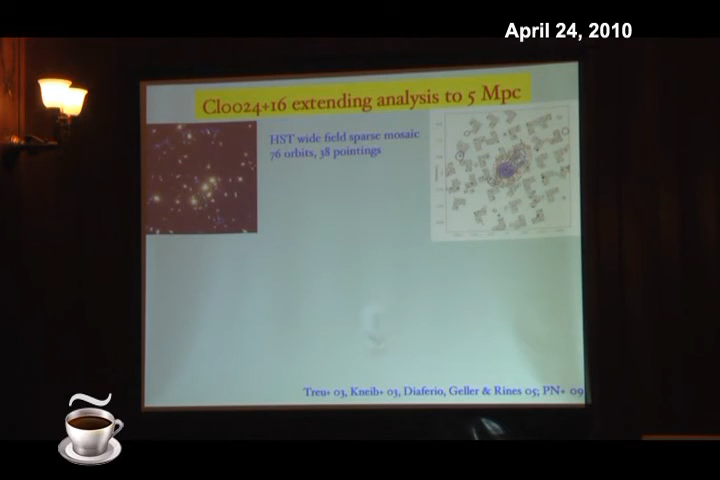 April 24, 2010
Cl0024+16 extending analysis to 5 Mpc
HST wide field sparse mosaic
76 orbits, 38 pointings
Treu+ 03, Kneib+ 03, Diaferio, Geller & Rines 05; PN+ 09